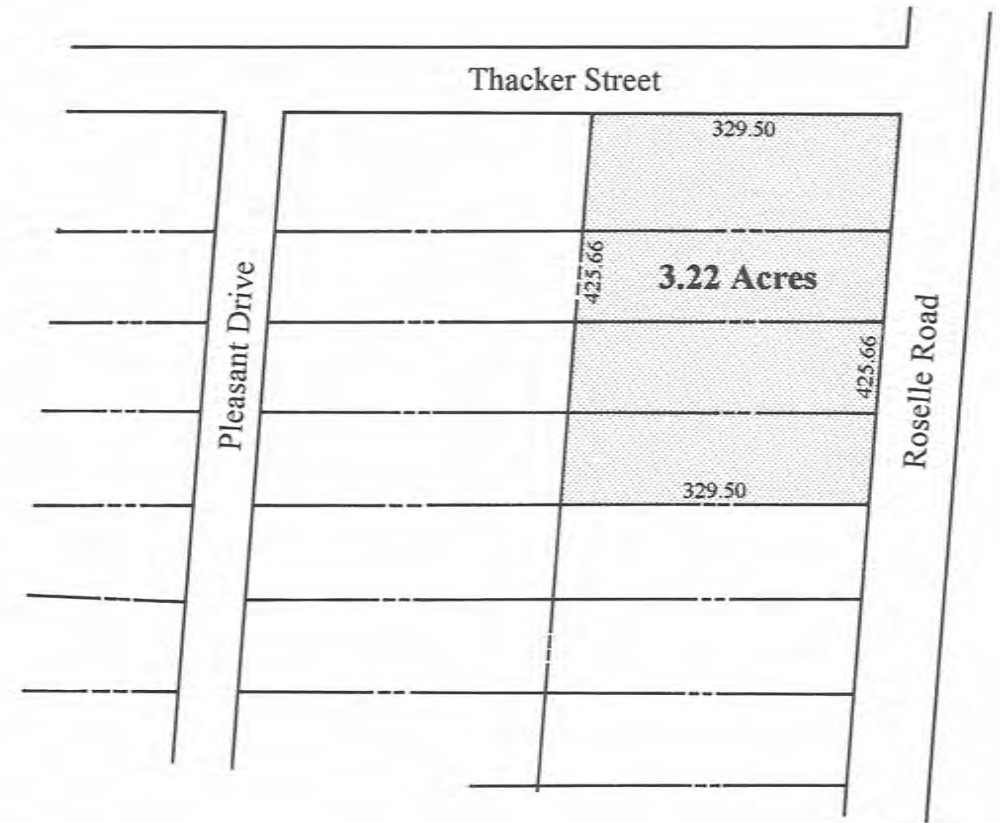 Thacker Street
329.50
425.66
3.22 Acres
Pleasant Drive
Roselle Road
425.66
329.50